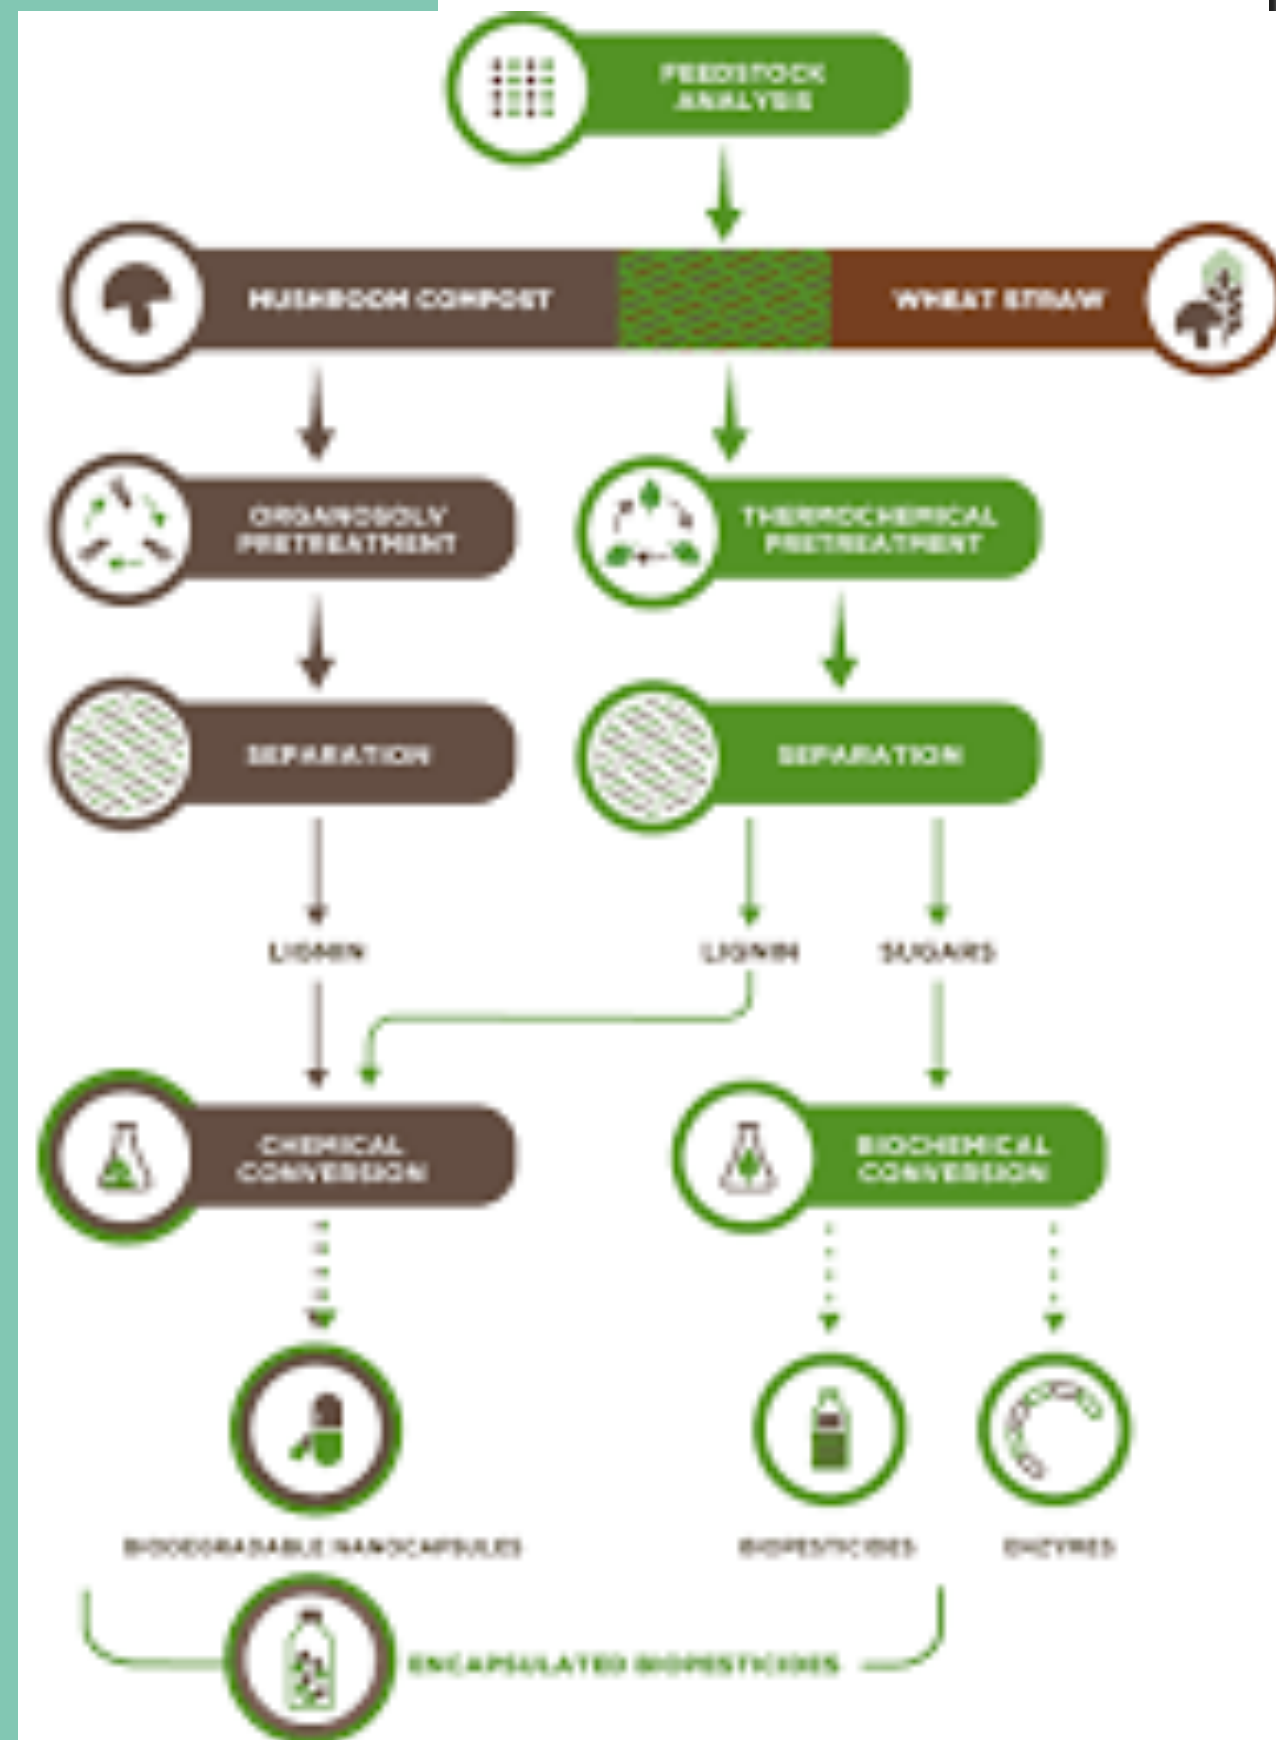 FEEDSTOCK
ANALYSIS
MUSHROOM COMPOST
WHEAT STRAW
ORGANOSOLV
PRETREATMENT
THERMOCHEMICAL
PRETREATMENT
SEPARATION
SEPARATION
LIGNIN
LIGNIN
SUGARS
CHEMICAL
CONVERSION
BIOCHEMICAL
CONVERSION
BIODEGRADABLE NANOCAPSULES
BIOPESTICIDES
ENZYMES
ENCAPSULATED BIOPESTICIDES